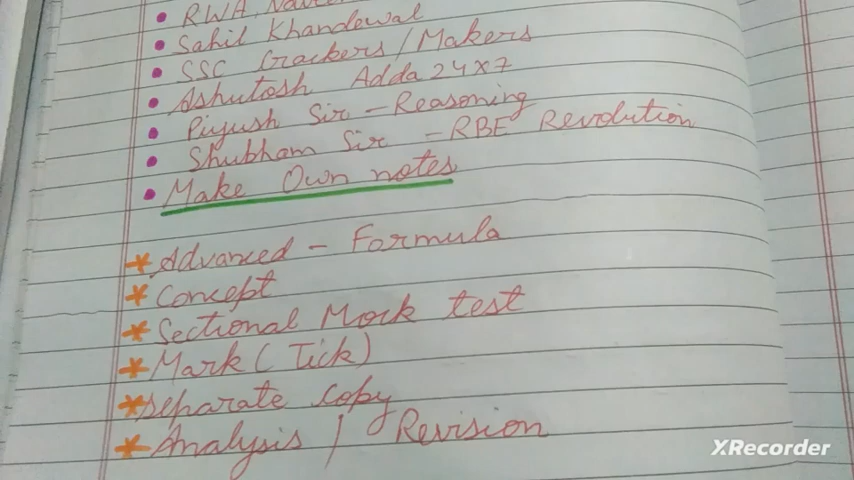 • RWA
• Sahil Khandewal
• SSC Crackers/Makers
• Ashutosh Adda 24x7
• Piyush Sir - Reasoning
• Shubham Sir - RBE Revolution
• Make Own notes
* Advanced - Formula
* Concept
* Sectional Mock test
* Mark ( Tick )
* Separate copy
* Analysis / Revision
XRecorder